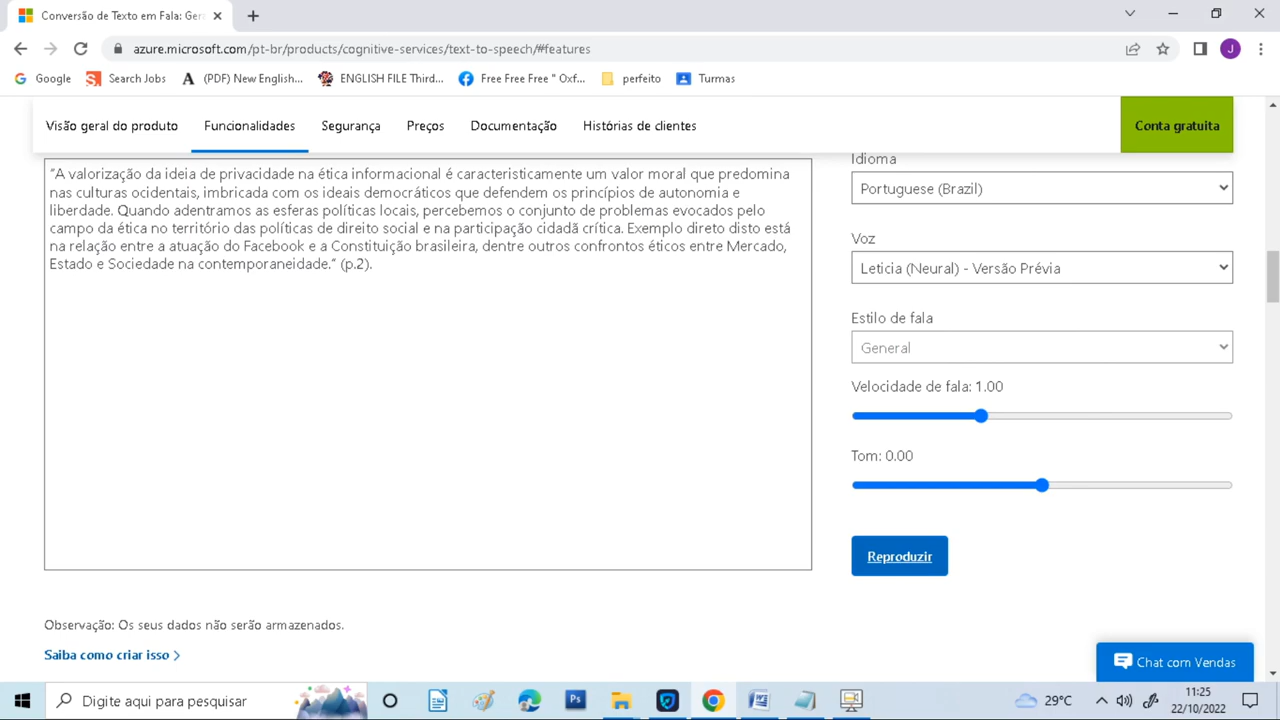 Conversão de Texto em Fala: Ger
azure.microsoft.com/pt-br/products/cognitive-services/text-to-speech/#features
Google
Search Jobs
(PDF) New English...
ENGLISH FILE Third...
Free Free Free " Oxf...
perfeito
Turmas
J
Visão geral do produto
Funcionalidades
Segurança
Preços
Documentação
Histórias de clientes
Conta gratuita
"A valorização da ideia de privacidade na ética informacional é caracteristicamente um valor moral que predomina
nas culturas ocidentais, imbricada com os ideais democráticos que defendem os princípios de autonomia e
liberdade. Quando adentramos as esferas políticas locais, percebemos o conjunto de problemas evocados pelo
campo da ética no território das políticas de direito social e na participação cidadã crítica. Exemplo direto disto está
na relação entre a atuação do Facebook e a Constituição brasileira, dentre outros confrontos éticos entre Mercado,
Estado e Sociedade na contemporaneidade." (p.2).
Idioma
Portuguese (Brazil)
Voz
Leticia (Neural) - Versão Prévia
Estilo de fala
General
Velocidade de fala: 1.00
Tom: 0.00
Reproduzir
Observação: Os seus dados não serão armazenados.
Saiba como criar isso >
Chat com Vendas
Digite aqui para pesquisar
Ps
29°C
11:25
22/10/2022